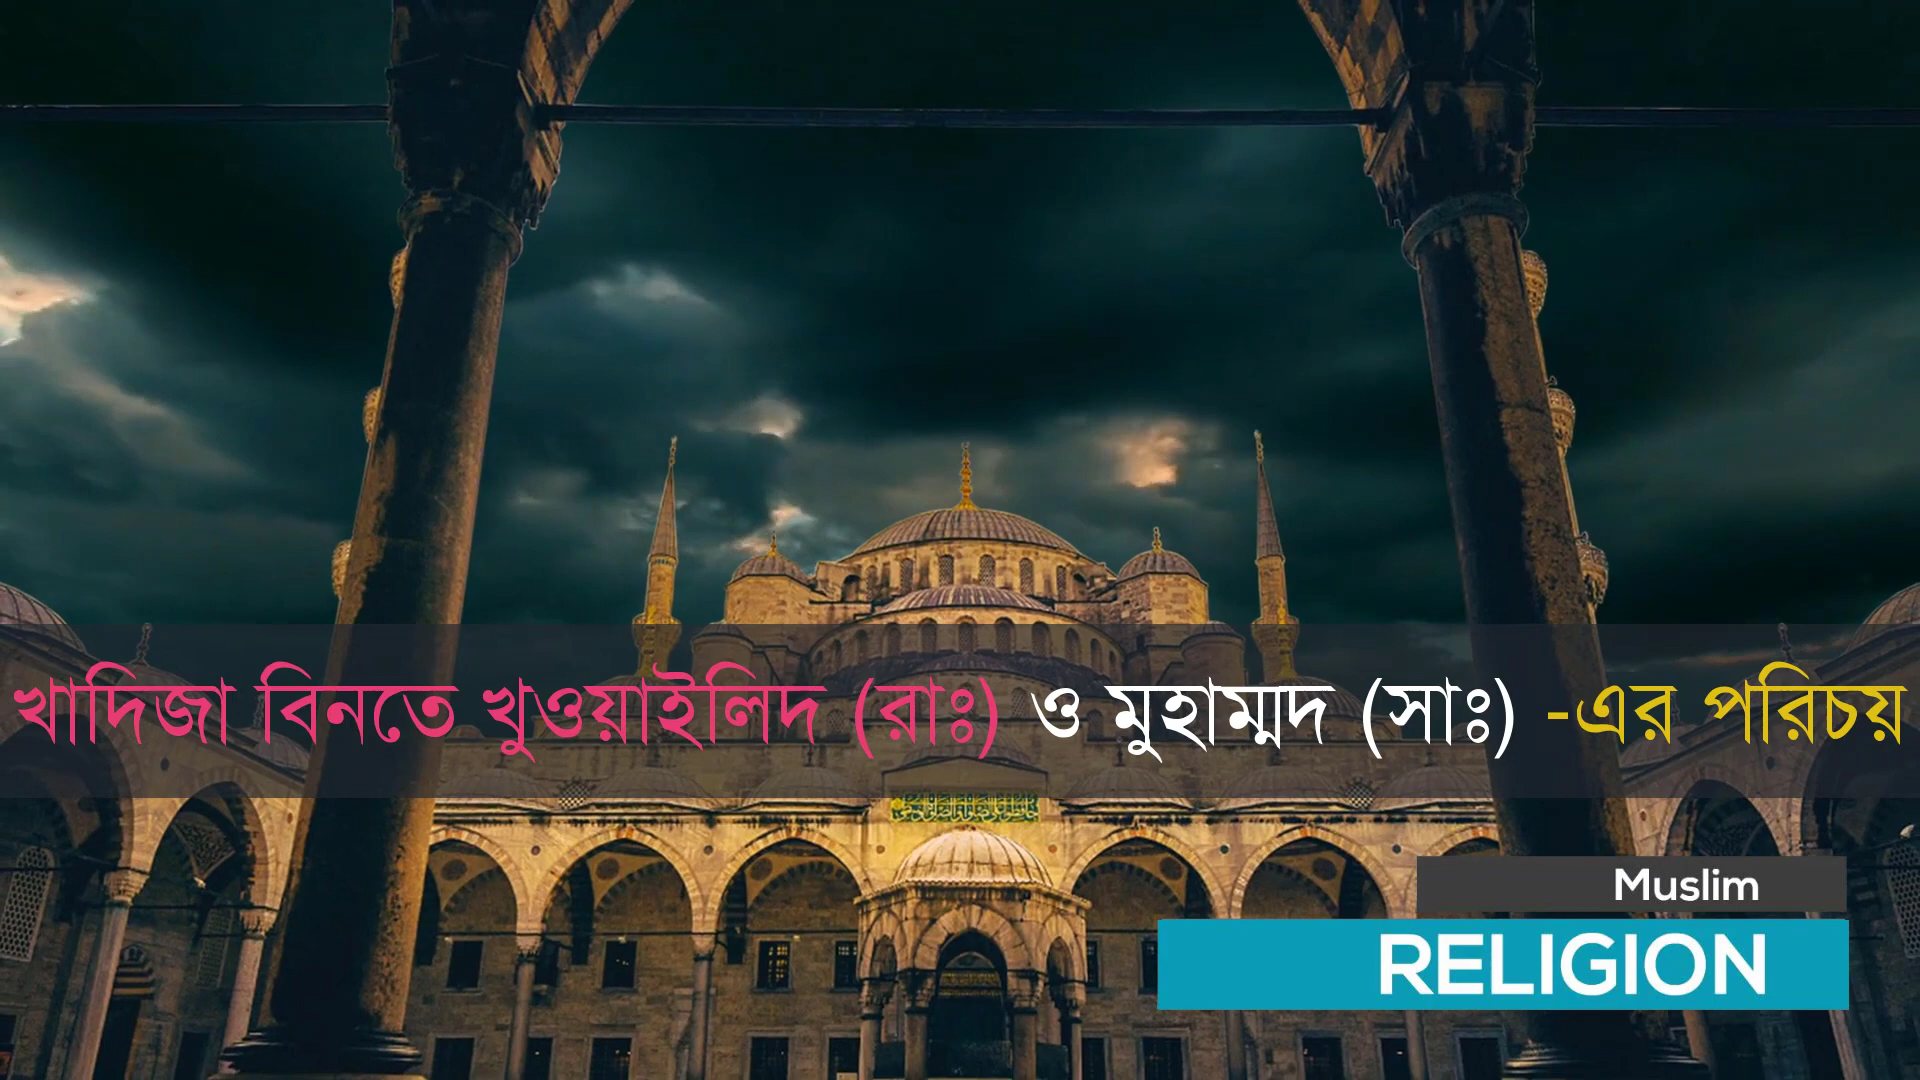 খাদিজা বিনতে খুওয়াইলিদ (রাঃ) ও মুহাম্মদ (সাঃ) -এর পরিচয়
Muslim
RELIGION